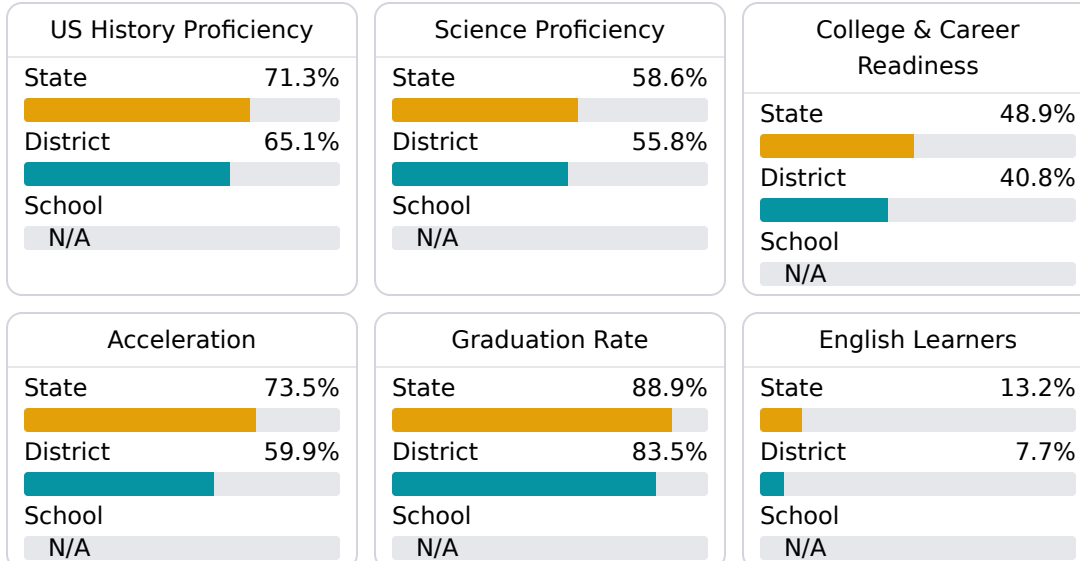 US History Proficiency
State 71.3%
District 65.1%
School
N/A
Science Proficiency
State 58.6%
District 55.8%
School
N/A
College & Career
Readiness
State 48.9%
District 40.8%
School
N/A
Acceleration
State 73.5%
District 59.9%
School
N/A
Graduation Rate
State 88.9%
District 83.5%
School
N/A
English Learners
State 13.2%
District 7.7%
School
N/A